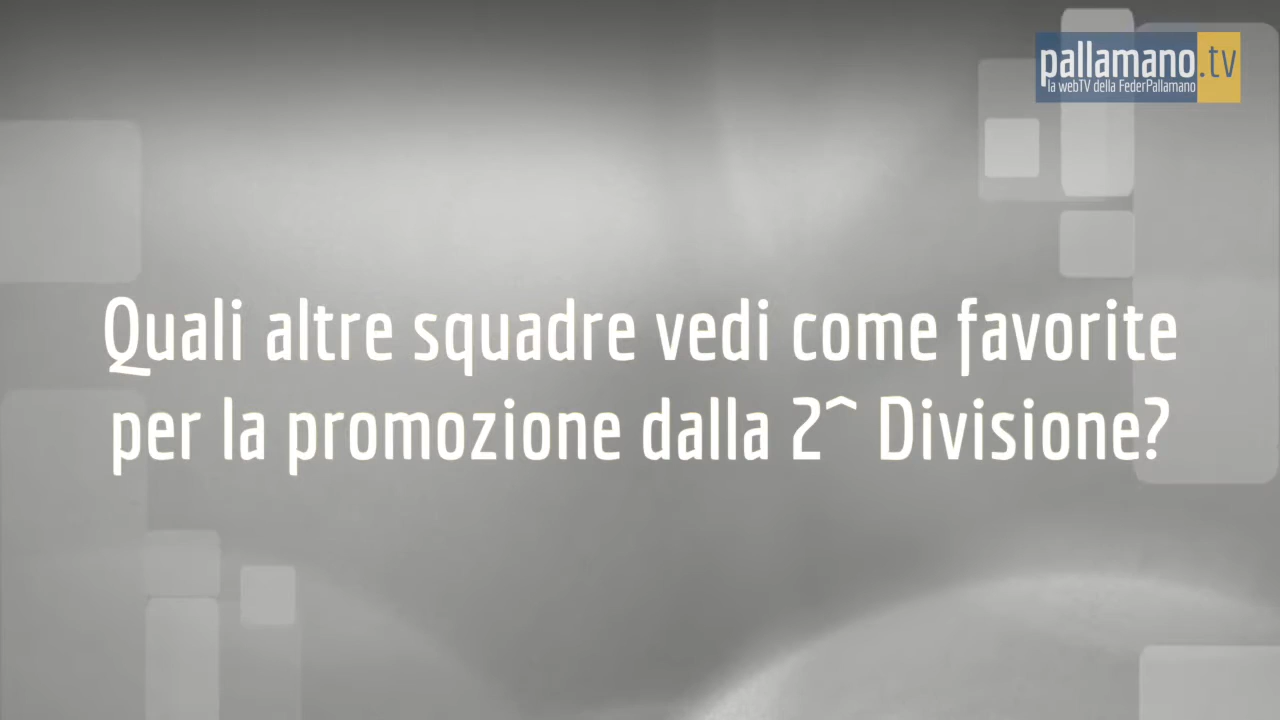 pallamano.tv
la webTV della FederPallamano
Quali altre squadre vedi come favorite
per la promozione dalla 2^ Divisione?